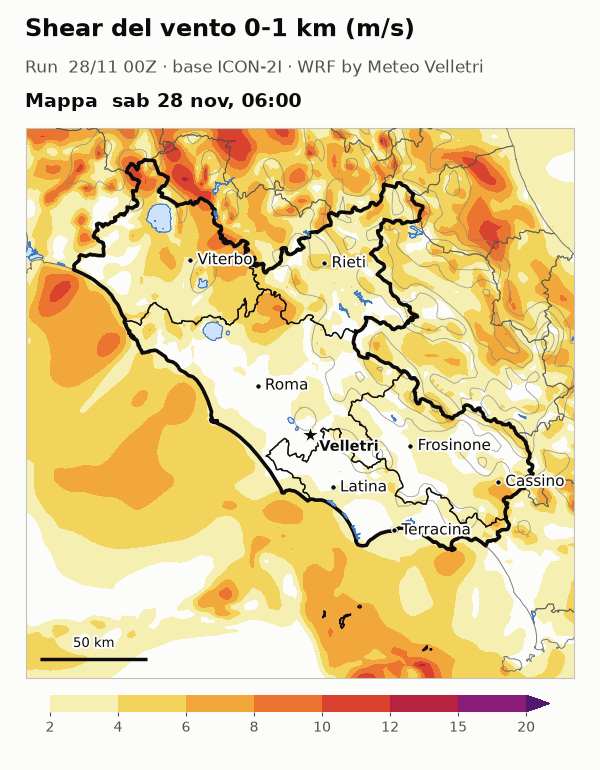 Shear del vento 0-1 km (m/s)
Run 28/11 00Z · base ICON-2I · WRF by Meteo Velletri
Mappa sab 28 nov, 06:00
Viterbo
Rieti
Roma
Velletri
Frosinone
Cassino
Latina
Terracina
50 km
2 4 6 8 10 12 15 20